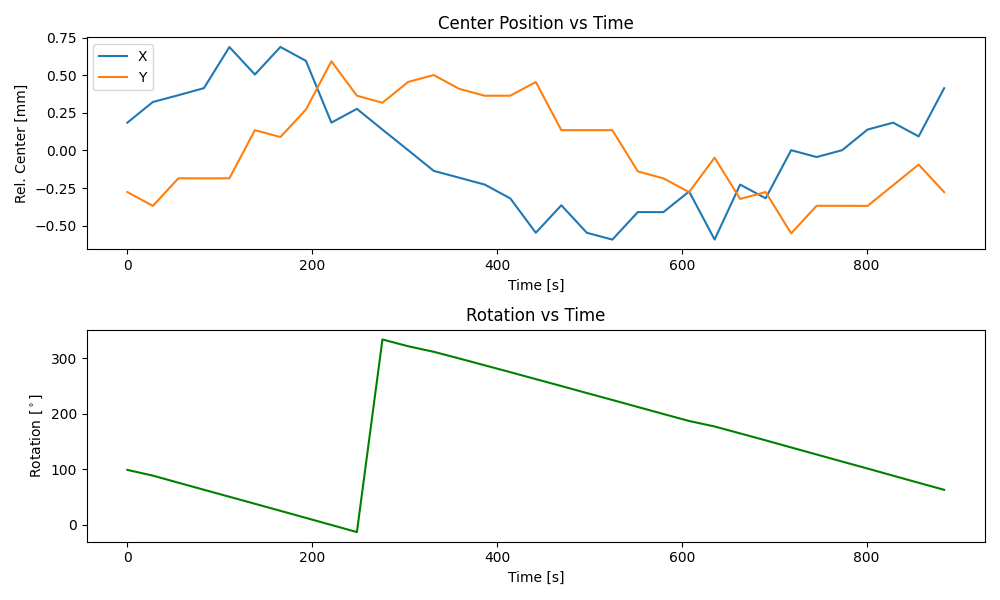 Center Position vs Time
0.75
0.50
0.25
0.00
−0.25
−0.50
Rel. Center [mm]
X
Y
0 200 400 600 800
Time [s]
Rotation vs Time
300
200
100
0
Rotation [°]
0 200 400 600 800
Time [s]